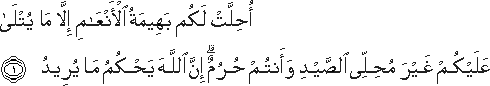 أُحِلَّتْ لَكُم بَهِيمَةُ ٱلْأَنْعَـٰمِ إِلَّا مَا يُتْلَىٰ
عَلَيْكُمْ غَيْرَ مُحِلِّى ٱلصَّيْدِ وَأَنتُمْ حُرُمٌ ۗ إِنَّ ٱللَّهَ يَحْكُمُ مَا يُرِيدُ ۝١